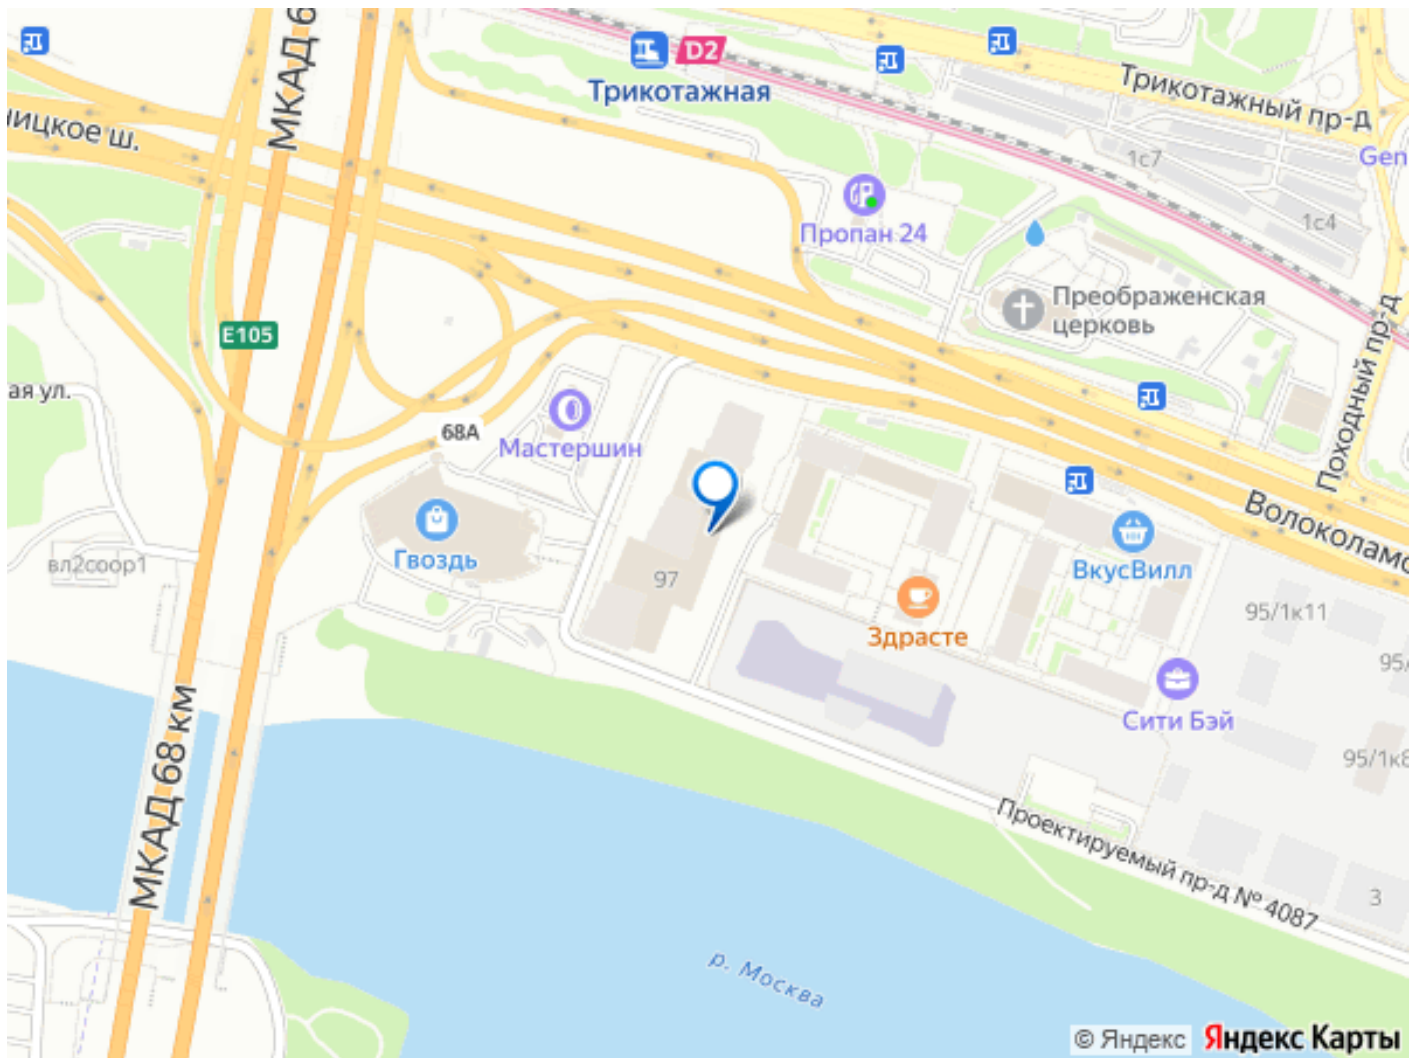 МКАД 6
D2
Трикотажная
Трикотажный пр-д
ницкое ш.
1с7
Gen
Пропан 24
1с4
Преображенская
церковь
E105
Походный пр-д
ая ул.
68А
Мастершин
Волоколамс
Гвоздь
вл2соор1
97
ВкусВилл
Здрасте
95/1к11
95/
Сити Бэй
МКАД 68 км
95/1к8
Проектируемый пр-д № 4087
3
р. Москва
© Яндекс Яндекс Карты